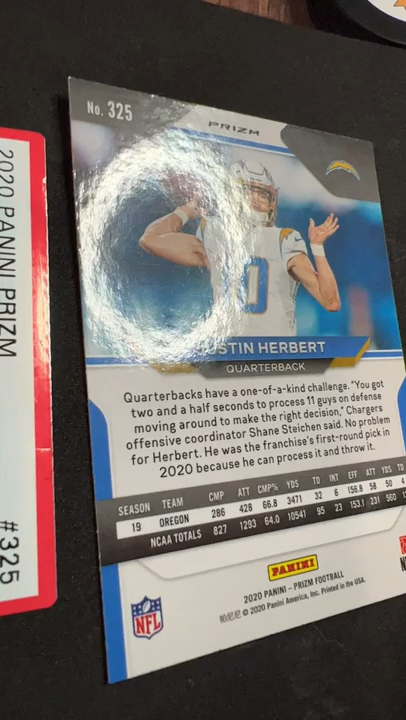 No. 325
PRIZM
0
USTIN HERBERT
QUARTERBACK
Quarterbacks have a one-of-a-kind challenge. "You got
two and a half seconds to process 11 guys on defense
moving around to make the right decision," Chargers
offensive coordinator Shane Steichen said. No problem
for Herbert. He was the franchise's first-round pick in
2020 because he can process it and throw it.
SEASON TEAM CMP ATT CMP% YDS TD INT EFF ATT YDS TD
19 OREGON 286 428 66.8 3471 32 6 156.8 58 50 4
NCAA TOTALS 827 1293 64.0 10541 95 23 153.1 231 560
PANINI
2020 PANINI – PRIZM FOOTBALL
© 2020 Panini America, Inc. Printed in the USA.
NFL
2020 PANINI PRIZM
#325